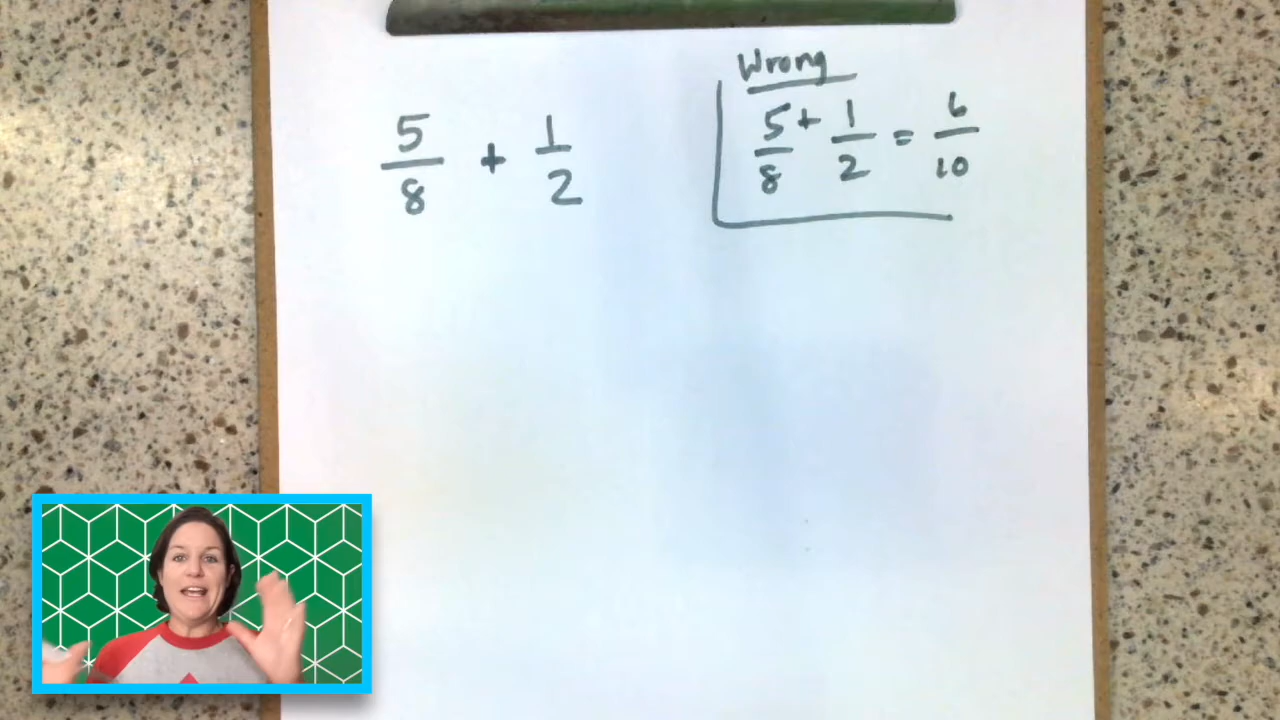 5/8 + 1/2
Wrong
5/8 + 1/2 = 6/10